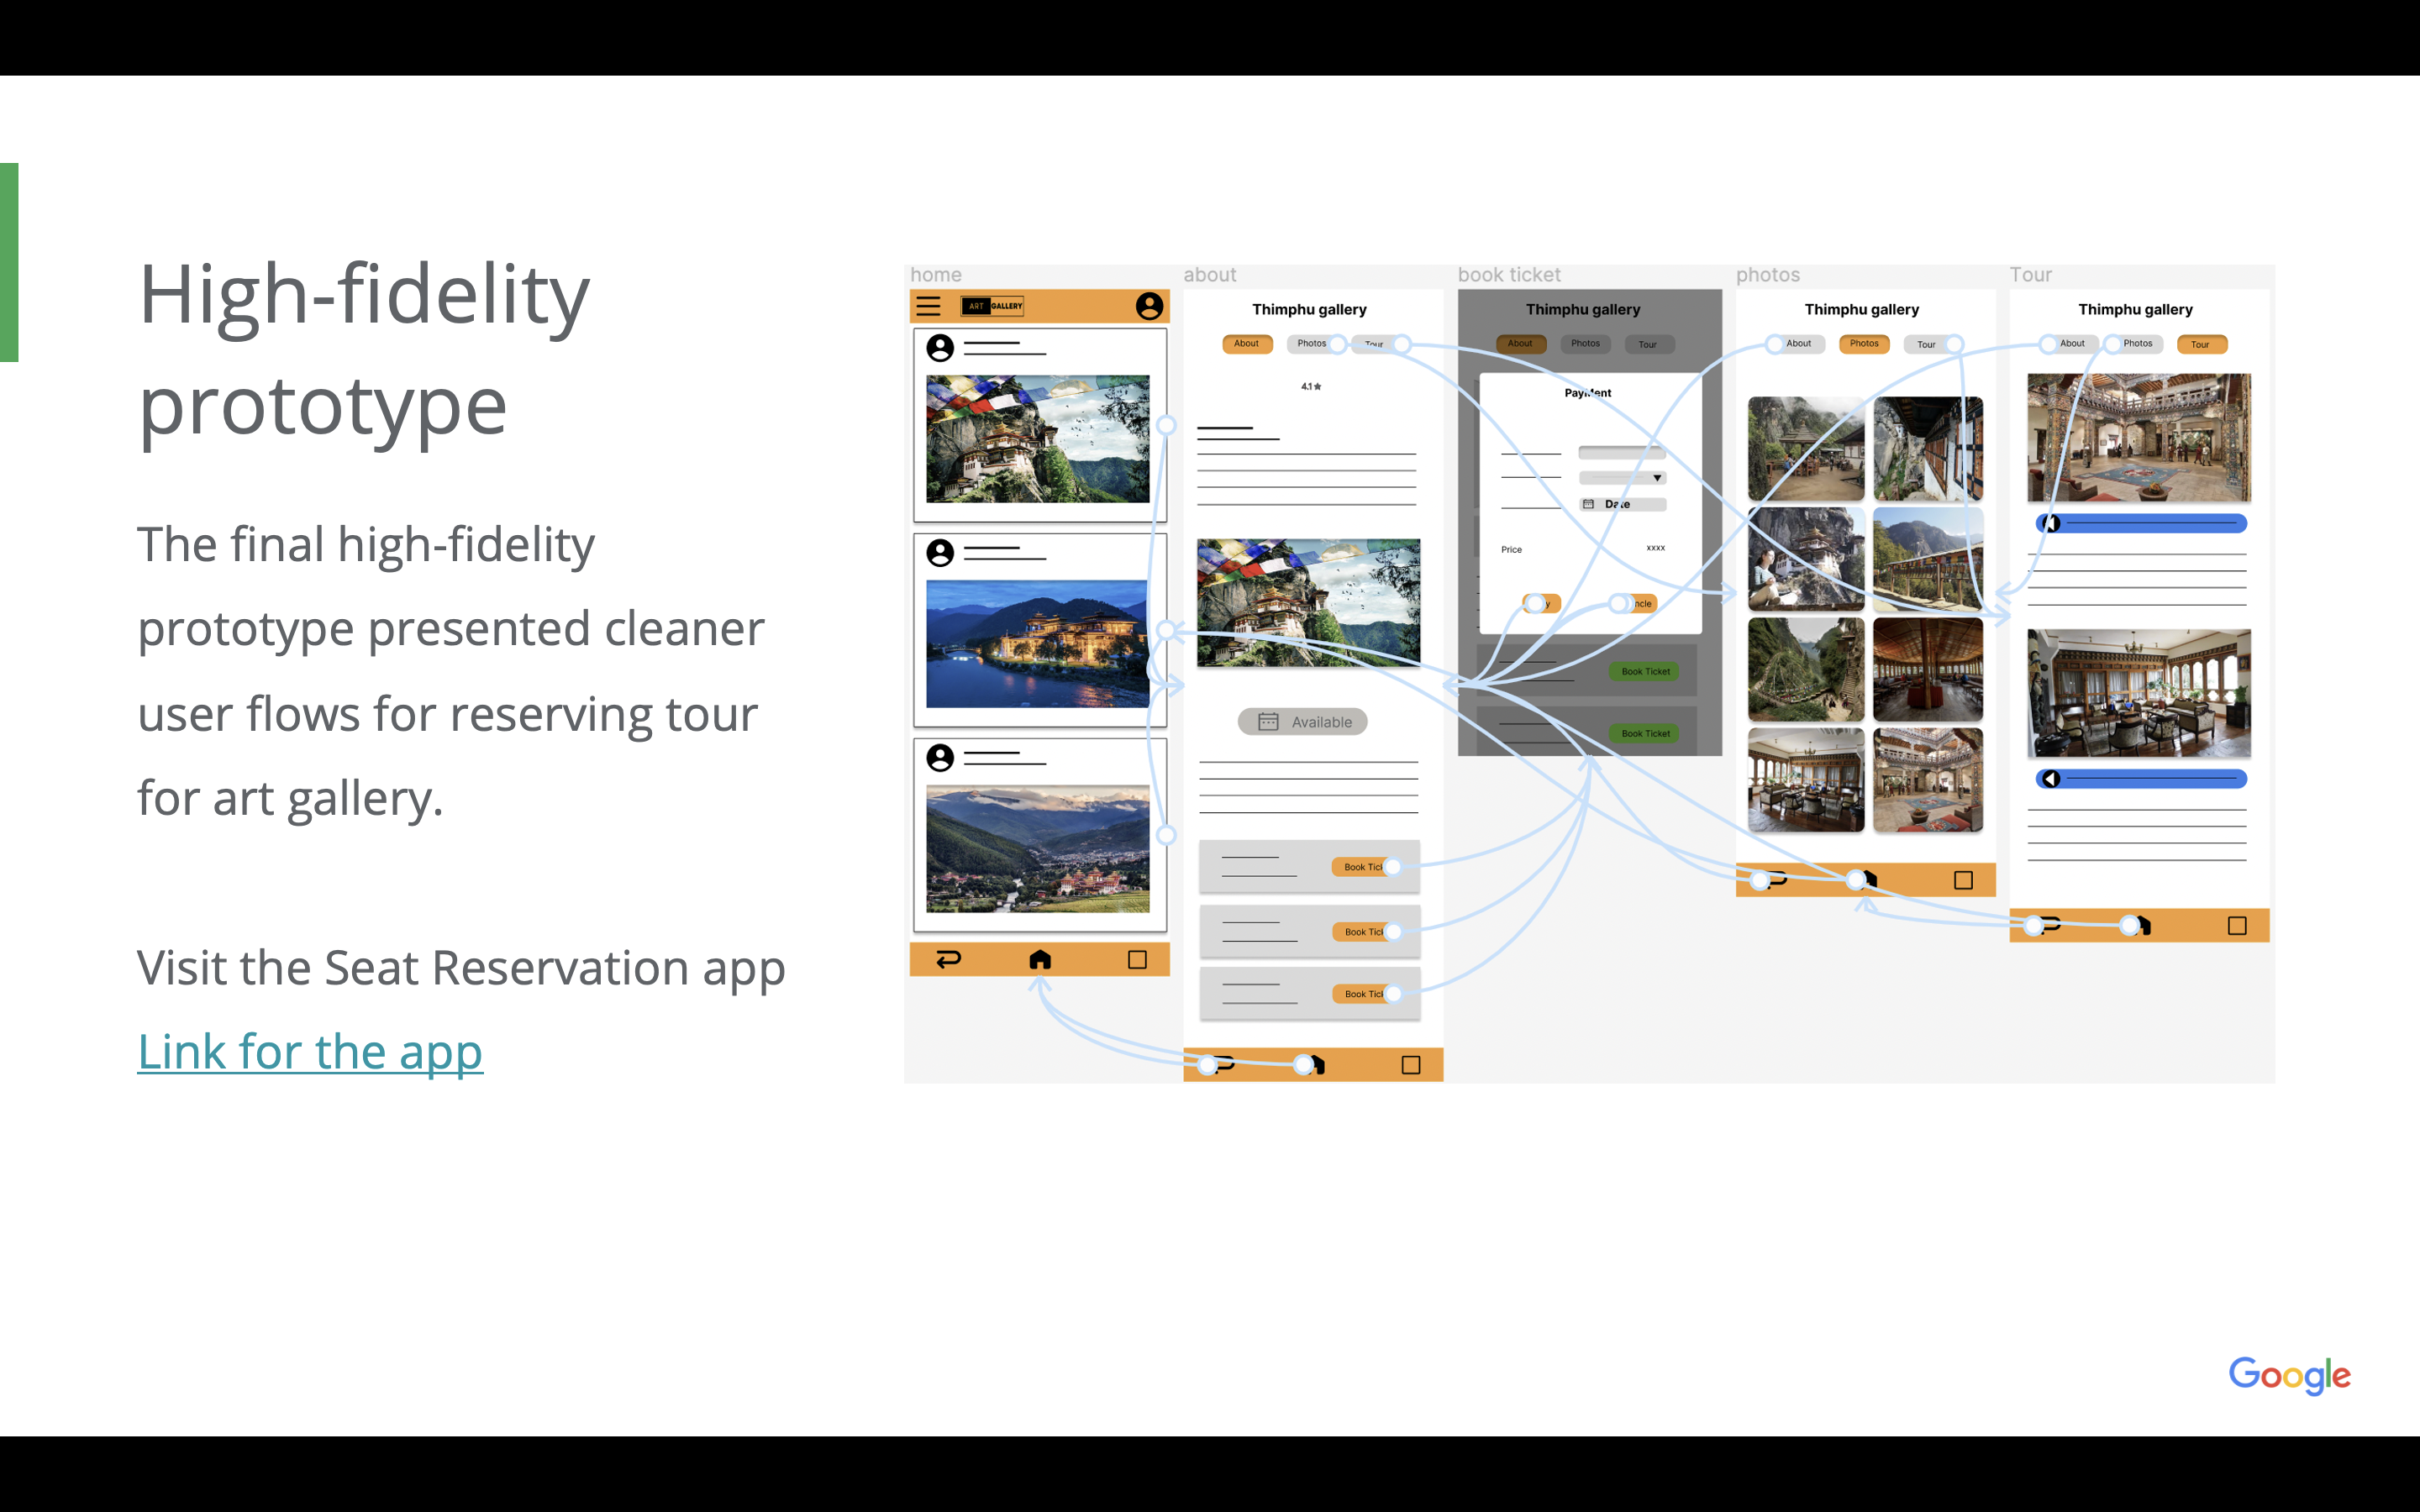 High-fidelity
prototype
The final high-fidelity
prototype presented cleaner
user flows for reserving tour
for art gallery.
Visit the Seat Reservation app
Link for the app
home
ART GALLERY
about
Thimphu gallery
About Photos Tour
4.1★
Available
Book
Book
Book
book ticket
Thimphu gallery
About Photos Tour
Payment
Date
Price xxxx
Book Ticket
Book Ticket
photos
Thimphu gallery
About Photos Tour
Tour
Thimphu gallery
About Photos Tour
Google